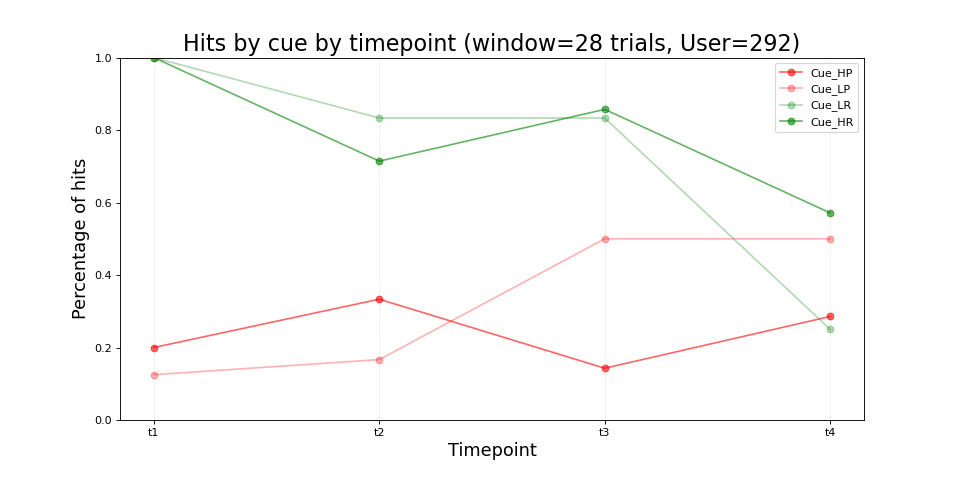 Hits by cue by timepoint (window=28 trials, User=292)
Percentage of hits
1.0
0.8
0.6
0.4
0.2
0.0
Cue_HP
Cue_LP
Cue_LR
Cue_HR
t1 t2 t3 t4
Timepoint